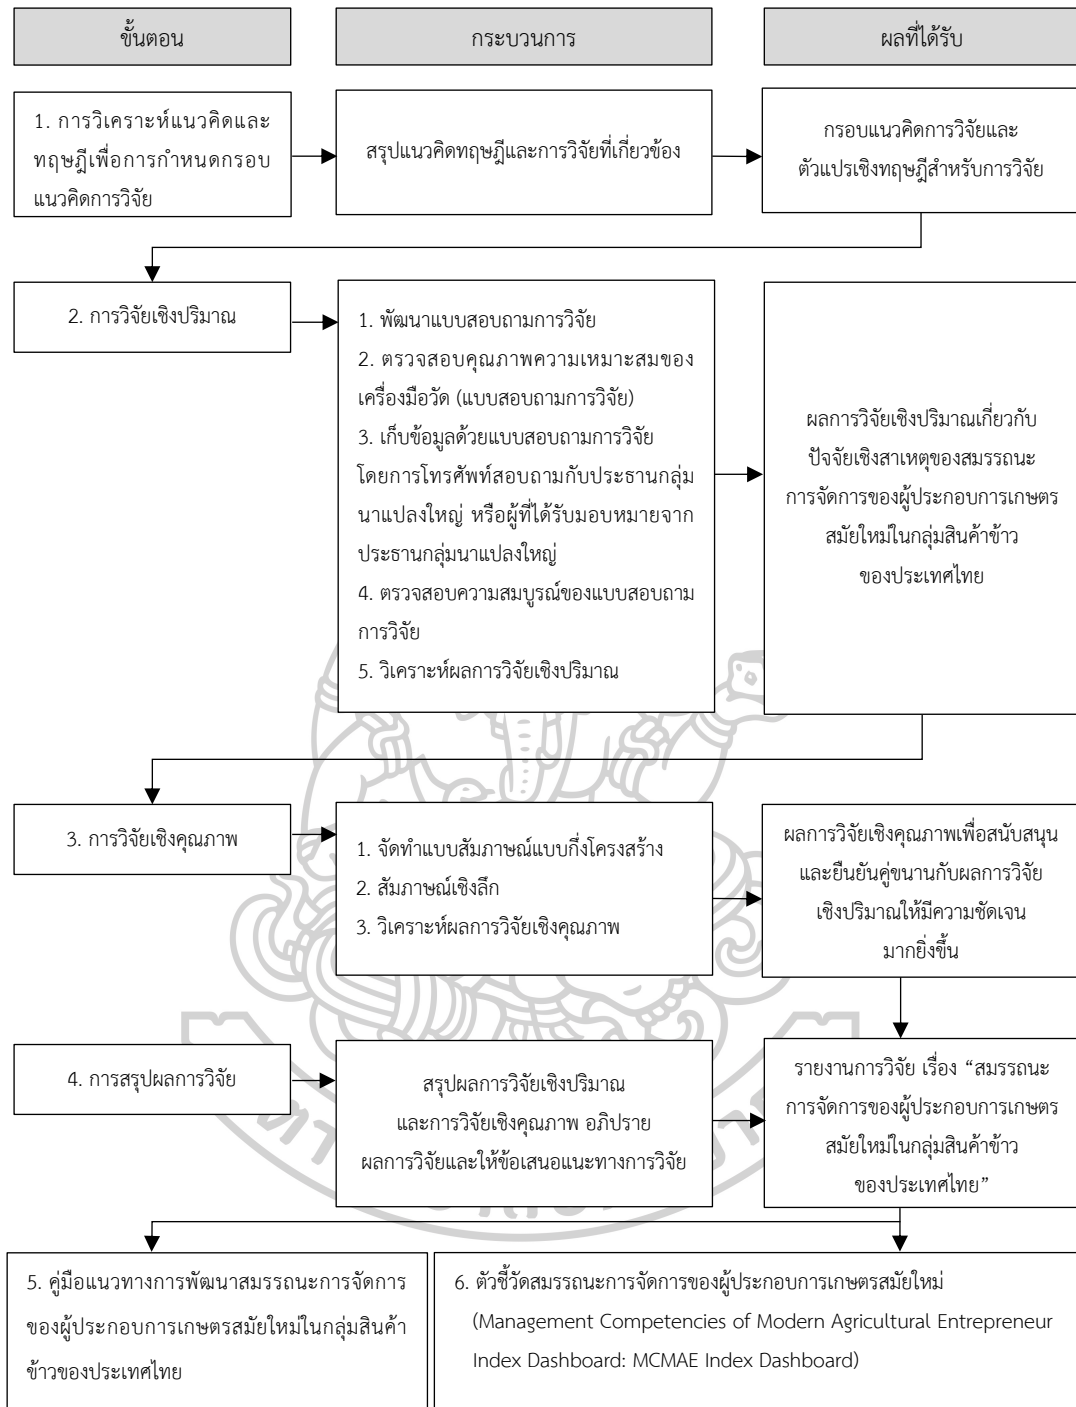 ขั้นตอน
กระบวนการ
ผลที่ได้รับ
1. การวิเคราะห์แนวคิดและ
ทฤษฎีเพื่อการกำหนดกรอบ
แนวคิดการวิจัย
สรุปแนวคิดทฤษฎีและการวิจัยที่เกี่ยวข้อง
กรอบแนวคิดการวิจัยและ
ตัวแปรเชิงทฤษฎีสำหรับการวิจัย
2. การวิจัยเชิงปริมาณ
1. พัฒนาแบบสอบถามการวิจัย
2. ตรวจสอบคุณภาพความเหมาะสมของ
เครื่องมือวัด (แบบสอบถามการวิจัย)
3. เก็บข้อมูลด้วยแบบสอบถามการวิจัย
โดยการโทรศัพท์สอบถามกับประธานกลุ่ม
นาแปลงใหญ่ หรือผู้ที่ได้รับมอบหมายจาก
ประธานกลุ่มนาแปลงใหญ่
4. ตรวจสอบความสมบูรณ์ของแบบสอบถาม
การวิจัย
5. วิเคราะห์ผลการวิจัยเชิงปริมาณ
ผลการวิจัยเชิงปริมาณเกี่ยวกับ
ปัจจัยเชิงสาเหตุของสมรรถนะ
การจัดการของผู้ประกอบการเกษตร
สมัยใหม่ในกลุ่มสินค้าข้าว
ของประเทศไทย
3. การวิจัยเชิงคุณภาพ
1. จัดทำแบบสัมภาษณ์แบบกึ่งโครงสร้าง
2. สัมภาษณ์เชิงลึก
3. วิเคราะห์ผลการวิจัยเชิงคุณภาพ
ผลการวิจัยเชิงคุณภาพเพื่อสนับสนุน
และยืนยันคู่ขนานกับผลการวิจัย
เชิงปริมาณให้มีความชัดเจน
มากยิ่งขึ้น
4. การสรุปผลการวิจัย
สรุปผลการวิจัยเชิงปริมาณ
และการวิจัยเชิงคุณภาพ อภิปราย
ผลการวิจัยและให้ข้อเสนอแนะทางการวิจัย
รายงานการวิจัย เรื่อง “สมรรถนะ
การจัดการของผู้ประกอบการเกษตร
สมัยใหม่ในกลุ่มสินค้าข้าว
ของประเทศไทย”
5. คู่มือแนวทางการพัฒนาสมรรถนะการจัดการ
ของผู้ประกอบการเกษตรสมัยใหม่ในกลุ่มสินค้า
ข้าวของประเทศไทย
6. ตัวชี้วัดสมรรถนะการจัดการของผู้ประกอบการเกษตรสมัยใหม่
(Management Competencies of Modern Agricultural Entrepreneur
Index Dashboard: MCMAE Index Dashboard)